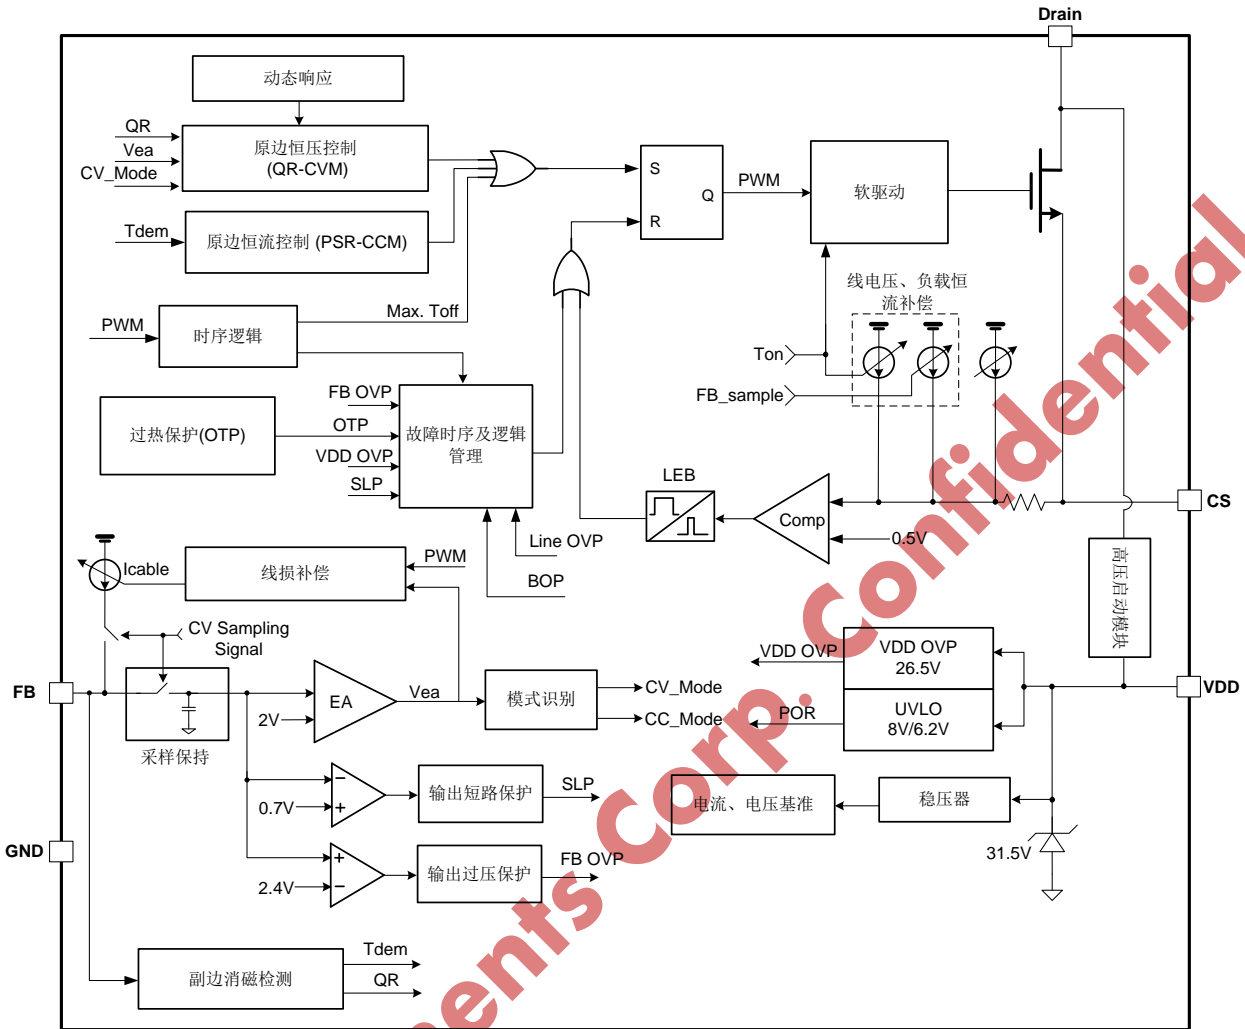 Drain
动态响应
QR
Vea
CV_Mode
原边恒压控制
(QR-CVM)
Tdem
原边恒流控制 (PSR-CCM)
S
R
Q
PWM
软驱动
线电压、负载恒
流补偿
PWM
时序逻辑
Max. Toff
Ton
FB_sample
过热保护(OTP)
FB OVP
OTP
VDD OVP
SLP
故障时序及逻辑
管理
Line OVP
BOP
LEB
Comp
0.5V
CS
高压启动模块
Icable
线损补偿
PWM
CV Sampling
Signal
FB
采样保持
2V
EA
Vea
模式识别
CV_Mode
CC_Mode
VDD OVP
POR
VDD OVP
26.5V
UVLO
8V/6.2V
VDD
0.7V
−
+
输出短路保护
SLP
电流、电压基准
稳压器
31.5V
GND
2.4V
+
−
输出过压保护
FB OVP
副边消磁检测
Tdem
QR
ments Corp. Confidential